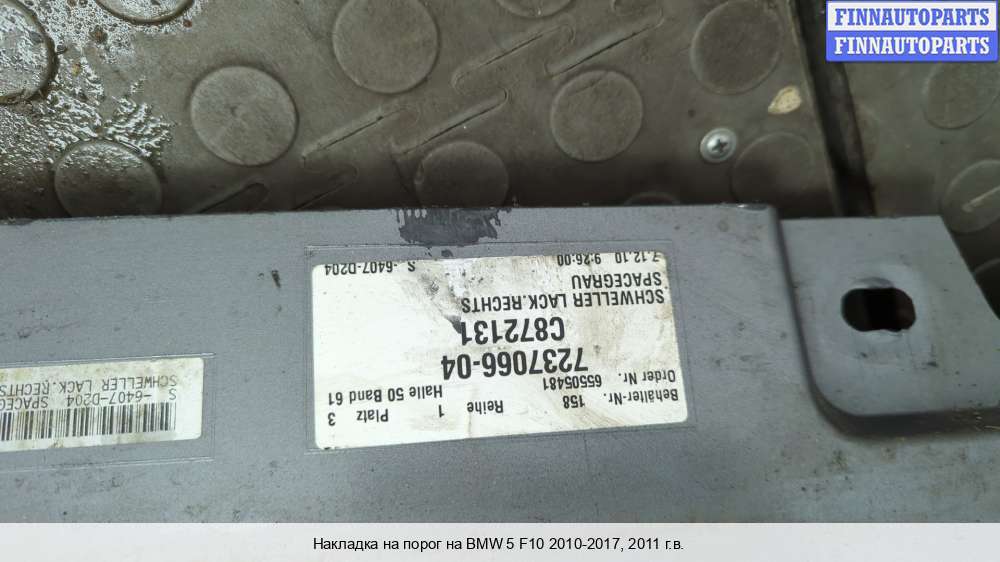 FINNAUTOPARTS
FINNAUTOPARTS
Behälter-Nr. 158 Reihe 1 Platz 3
Order Nr. 65505481 Halle 50 Band 61
7237066-04
C872131
SCHWELLER LACK.RECHTS
SPACEGRAU
7.12.10 9:26:00 S -6407-D204
S -6407-D204
SCHWELLER LACK.RECHTS
Накладка на порог на BMW 5 F10 2010-2017, 2011 г.в.